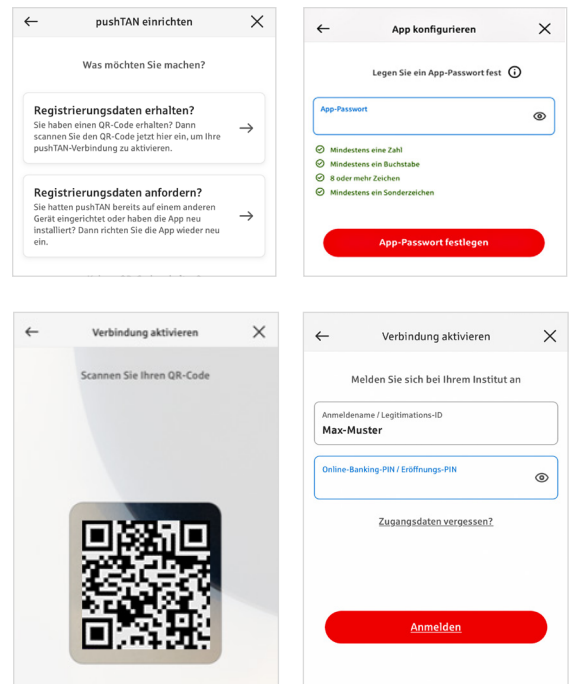 pushTAN einrichten
Was möchten Sie machen?
Registrierungsdaten erhalten?
Sie haben einen QR-Code erhalten? Dann
scannen Sie den QR-Code jetzt hier ein, um Ihre
pushTAN-Verbindung zu aktivieren.
Registrierungsdaten anfordern?
Sie hatten pushTAN bereits auf einem anderen
Gerät eingerichtet oder haben die App neu
installiert? Dann richten Sie die App wieder neu
ein.
App konfigurieren
Legen Sie ein App-Passwort fest
App-Passwort
Mindestens eine Zahl
Mindestens ein Buchstabe
8 oder mehr Zeichen
Mindestens ein Sonderzeichen
App-Passwort festlegen
Verbindung aktivieren
Scannen Sie Ihren QR-Code
Verbindung aktivieren
Melden Sie sich bei Ihrem Institut an
Anmeldename / Legitimations-ID
Max-Muster
Online-Banking-PIN / Eröffnungs-PIN
Zugangsdaten vergessen?
Anmelden